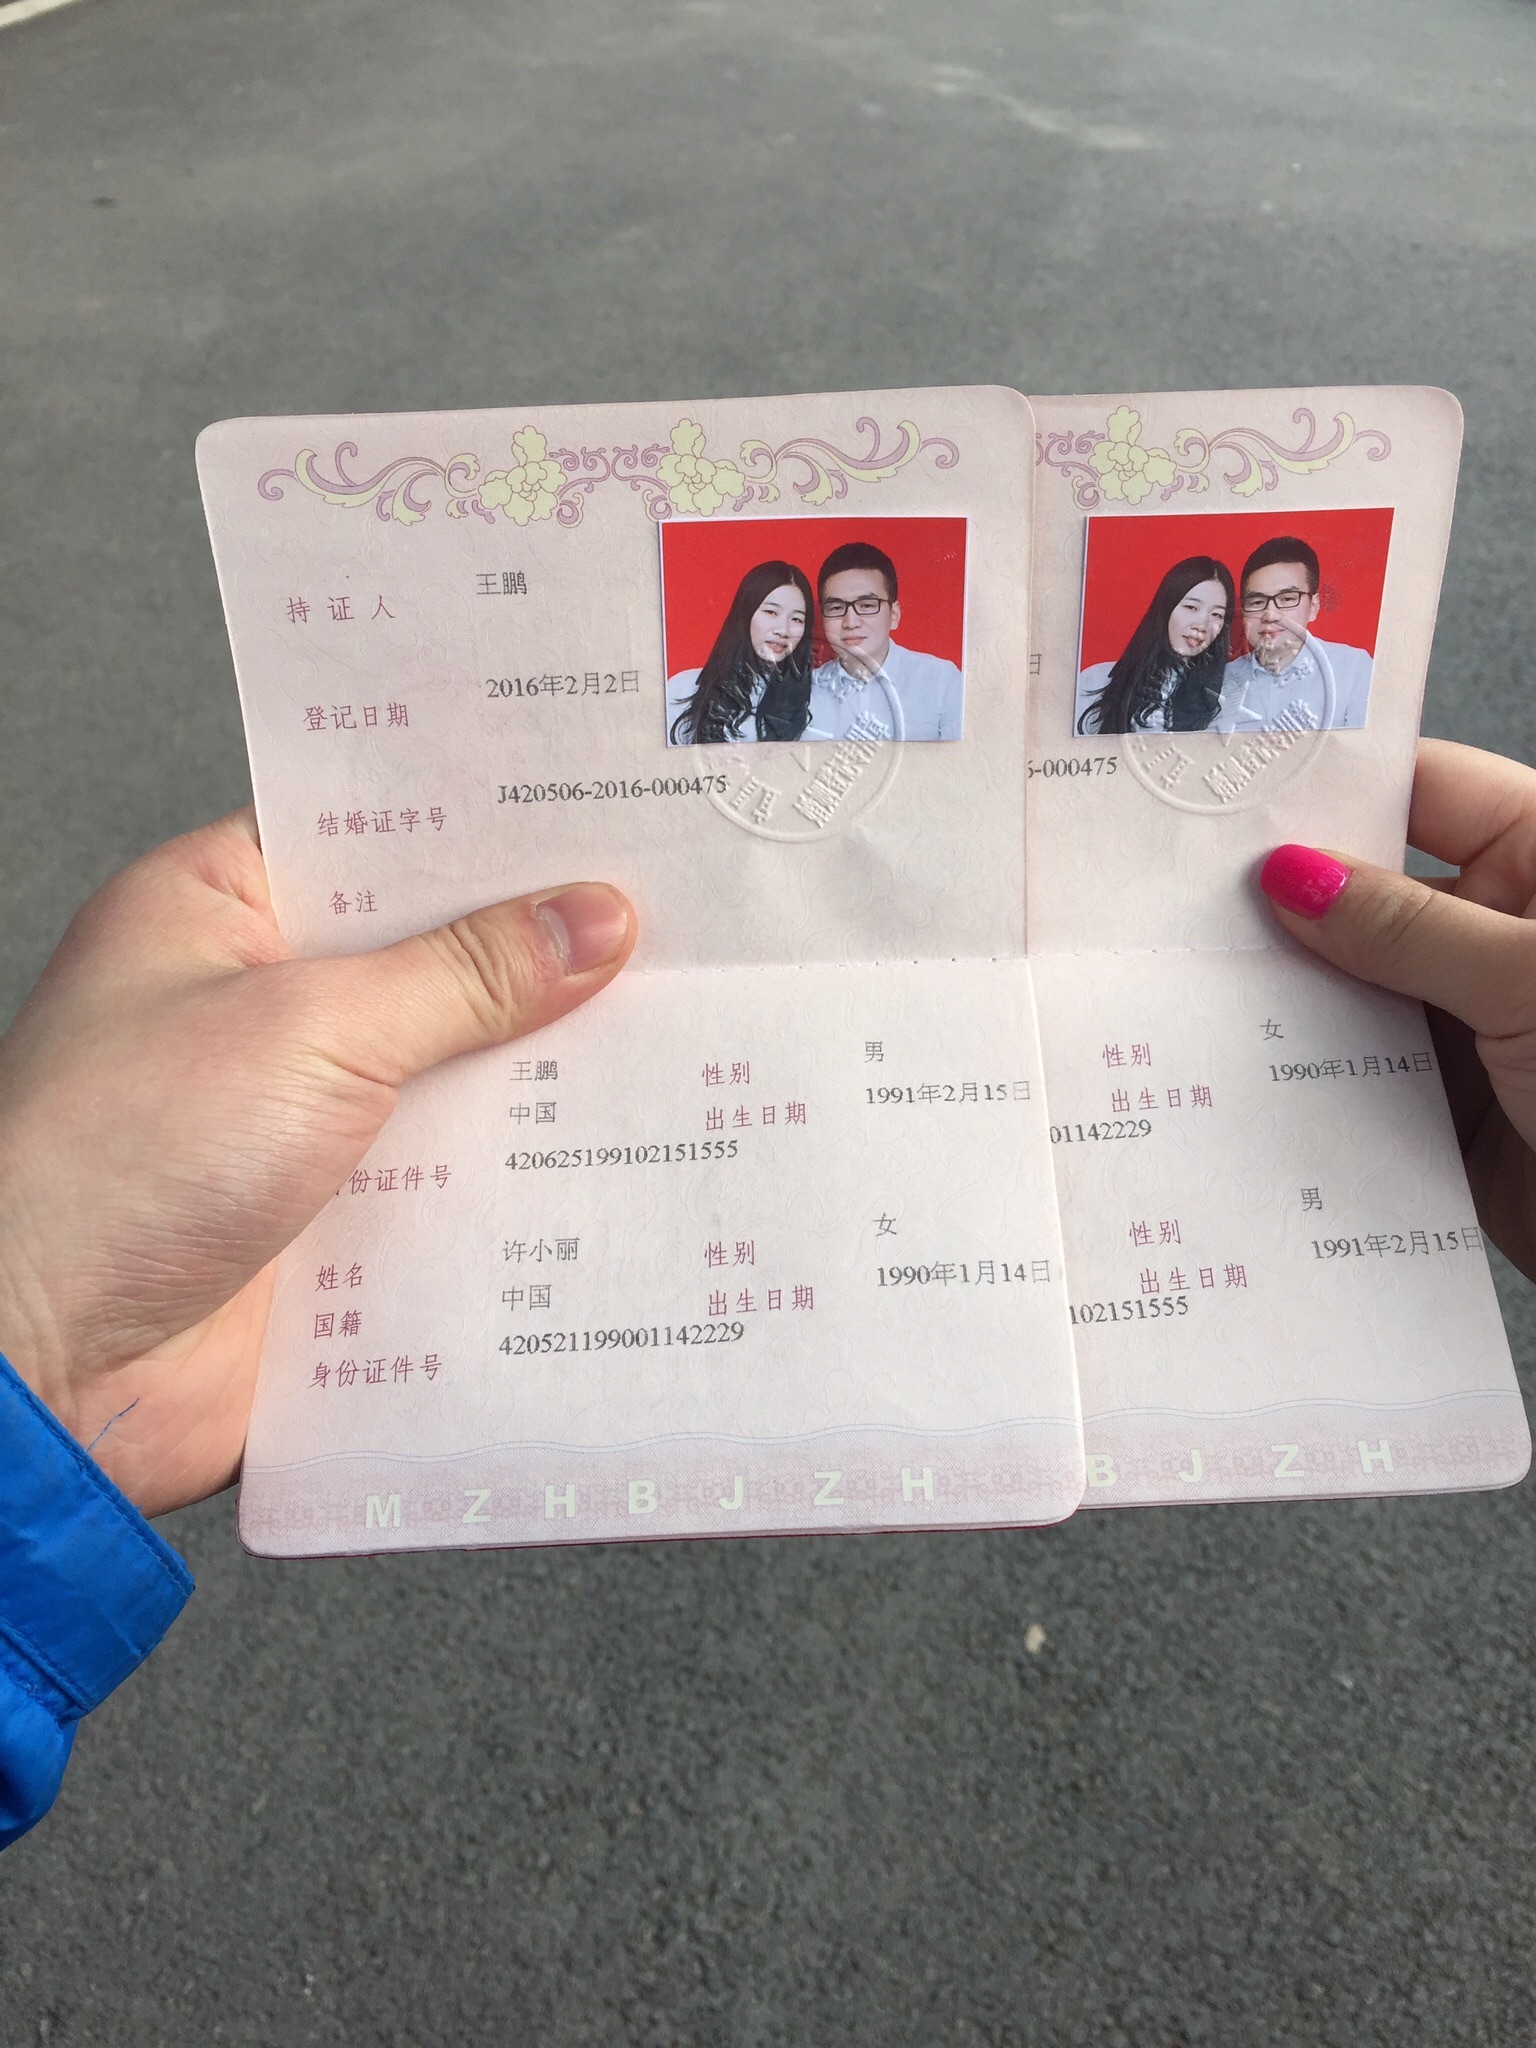 持证人 王鹏
登记日期 2016年2月2日
结婚证字号 J420506-2016-000475
备注
王鹏 性别 男
中国 出生日期 1991年2月15日
份证件号 420625199102151555
姓名 许小丽 性别 女
国籍 中国 出生日期 1990年1月14日
身份证件号 420521199001142229
M Z H B J Z H
日
6-000475
性别 女
出生日期 1990年1月14日
01142229
性别 男
出生日期 1991年2月15日
102151555
B J Z H